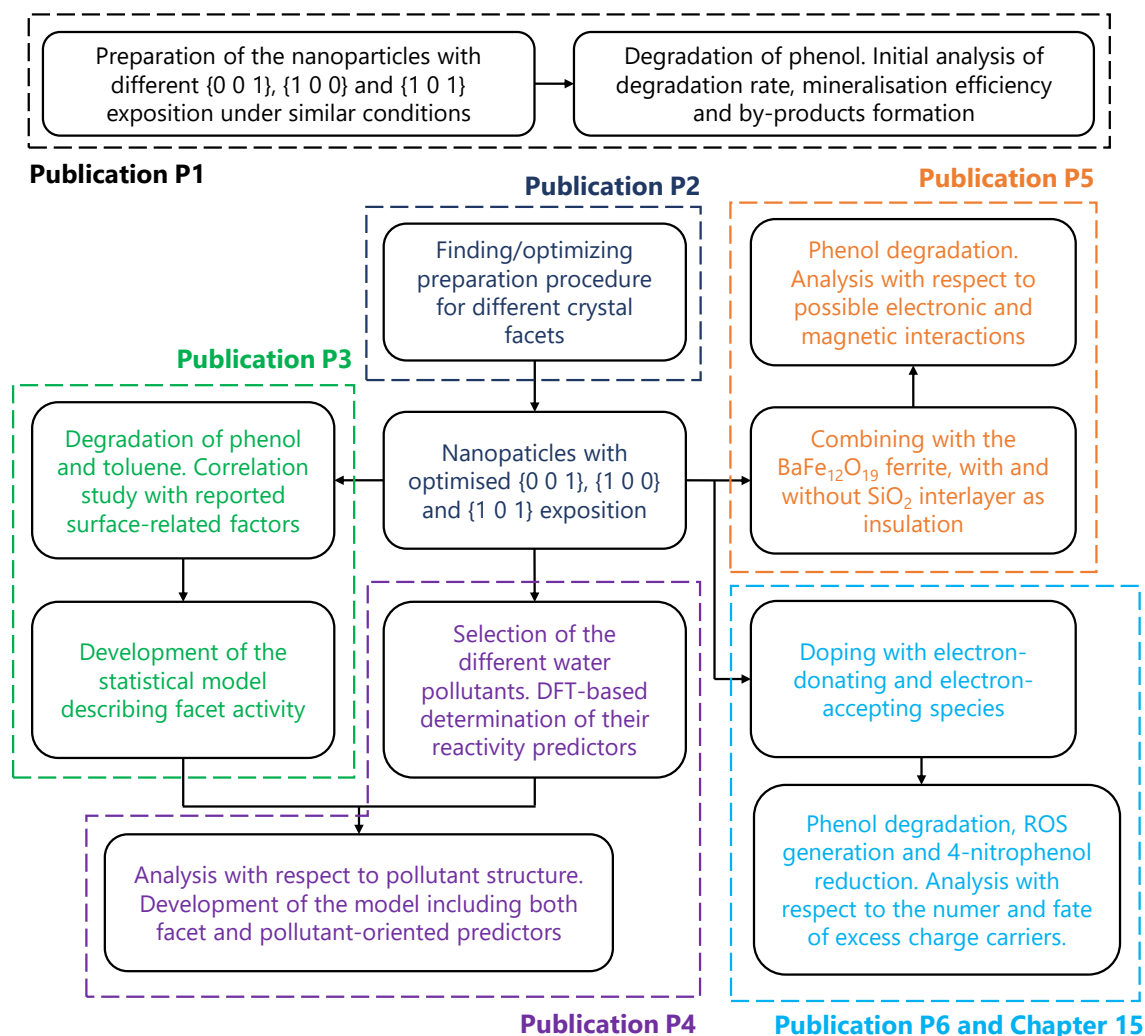 Preparation of the nanoparticles with
different {0 0 1}, {1 0 0} and {1 0 1}
exposition under similar conditions
Degradation of phenol. Initial analysis of
degradation rate, mineralisation efficiency
and by-products formation
Publication P1
Publication P2
Finding/optimizing
preparation procedure
for different crystal
facets
Nanopaticles with
optimised {0 0 1}, {1 0 0}
and {1 0 1} exposition
Publication P3
Degradation of phenol
and toluene. Correlation
study with reported
surface-related factors
Development of the
statistical model
describing facet activity
Selection of the
different water
pollutants. DFT-based
determination of their
reactivity predictors
Analysis with respect to pollutant structure.
Development of the model including both
facet and pollutant-oriented predictors
Publication P4
Publication P5
Phenol degradation.
Analysis with respect to
possible electronic and
magnetic interactions
Combining with the
BaFe₁₂O₁₉ ferrite, with and
without SiO₂ interlayer as
insulation
Doping with electron-
donating and electron-
accepting species
Phenol degradation, ROS
generation and 4-nitrophenol
reduction. Analysis with
respect to the numer and fate
of excess charge carriers.
Publication P6 and Chapter 15